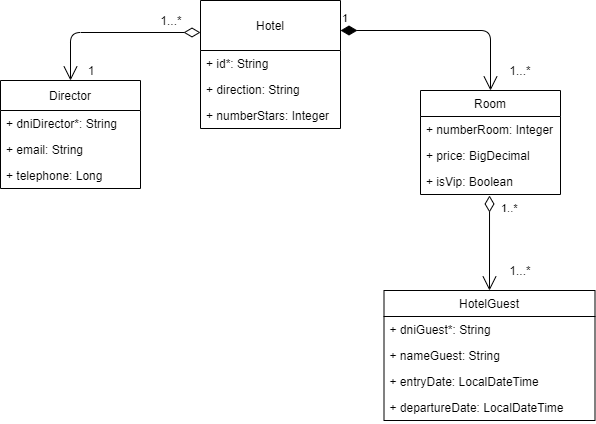 Hotel
+ id*: String
+ direction: String
+ numberStars: Integer
1...*
1
Director
+ dniDirector*: String
+ email: String
+ telephone: Long
1
1...*
Room
+ numberRoom: Integer
+ price: BigDecimal
+ isVip: Boolean
1..*
1...*
HotelGuest
+ dniGuest*: String
+ nameGuest: String
+ entryDate: LocalDateTime
+ departureDate: LocalDateTime